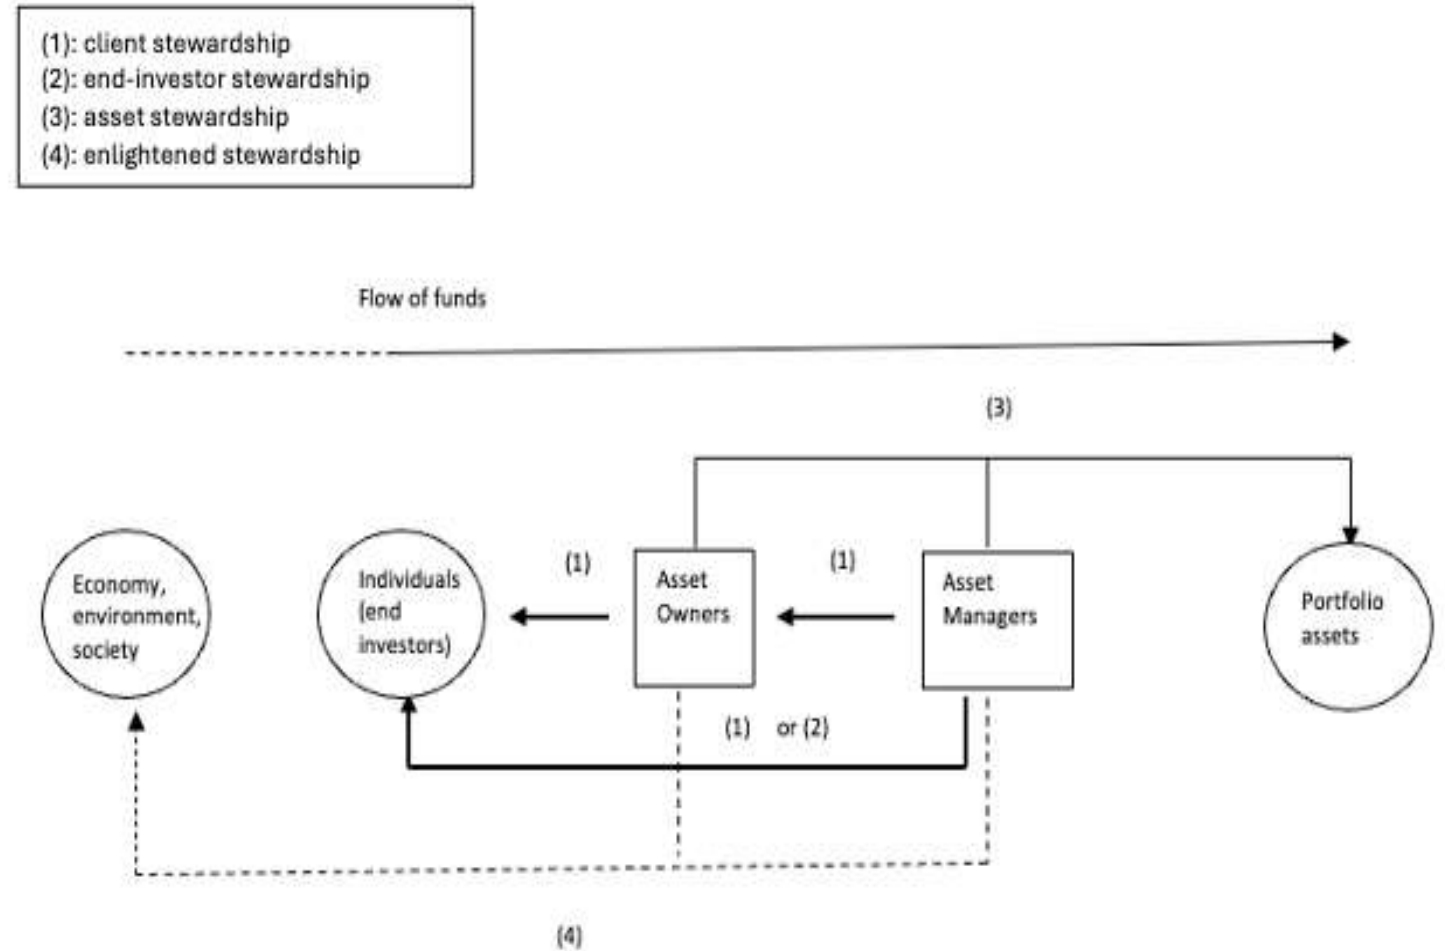 (1): client stewardship
(2): end-investor stewardship
(3): asset stewardship
(4): enlightened stewardship
Flow of funds
(3)
Economy,
environment,
society
Individuals
(end
investors)
(1)
Asset
Owners
(1)
Asset
Managers
Portfolio
assets
(1) or (2)
(4)